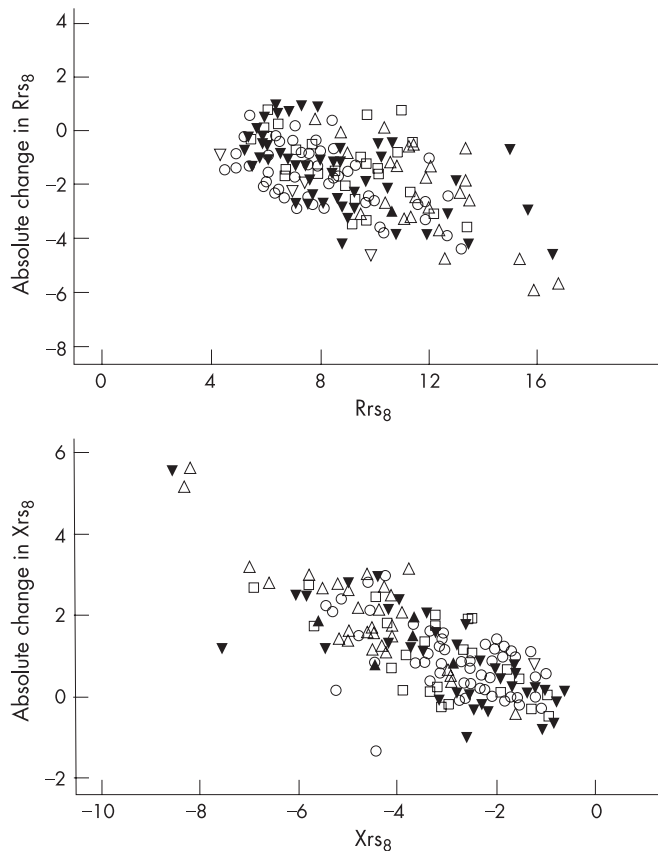 Absolute change in Rrs₈
4
2
0
–2
–4
–6
–8
0 4 8 12 16
Rrs₈
Absolute change in Xrs₈
6
4
2
0
–2
–10 –8 –6 –4 –2 0
Xrs₈